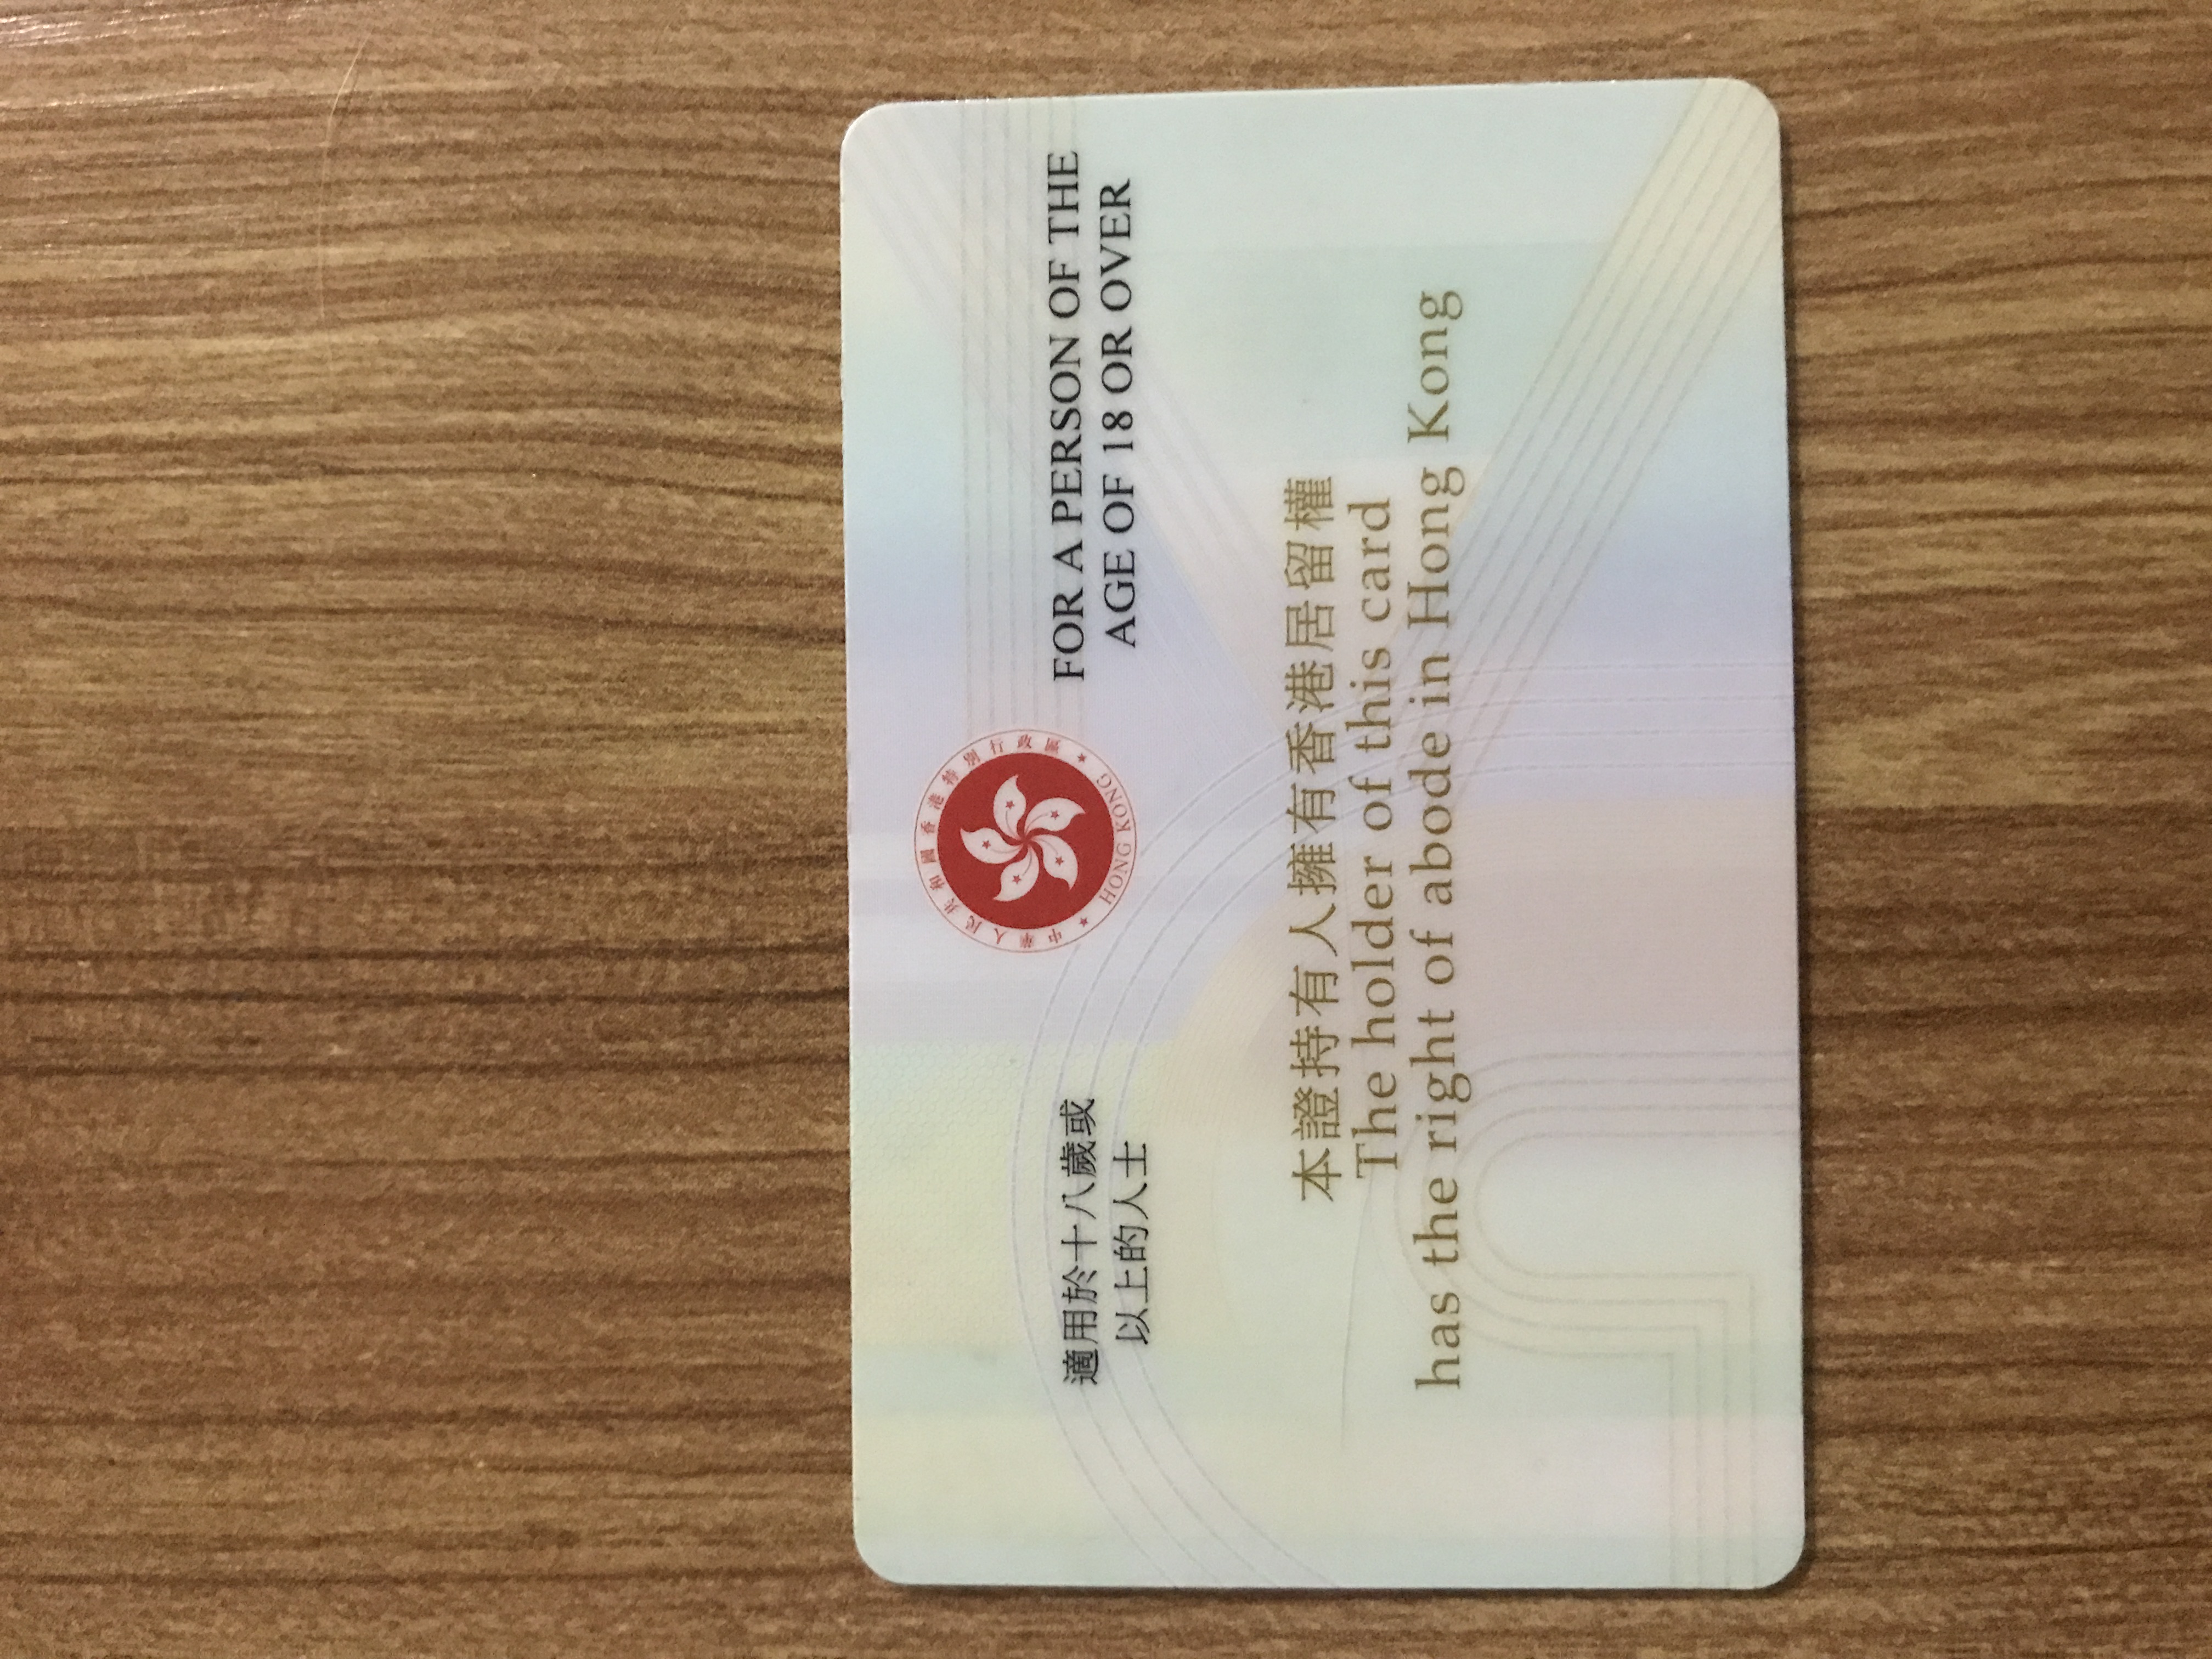 中華人民共和國香港特別行政區
HONG KONG
適用於十八歲或
以上的人士
FOR A PERSON OF THE
AGE OF 18 OR OVER
本證持有人擁有香港居留權
The holder of this card
has the right of abode in Hong Kong